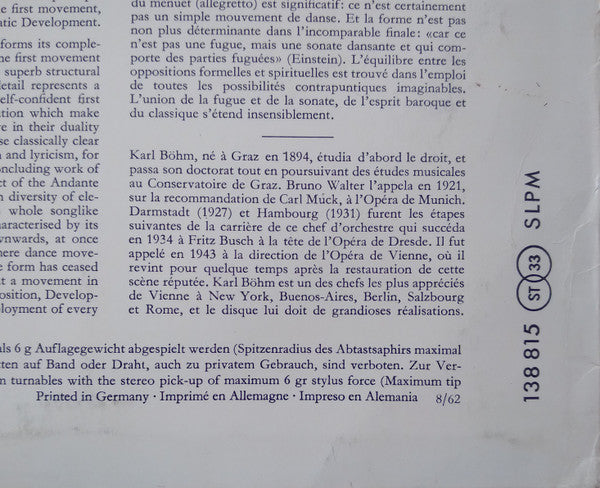 e first movement,
atic Development.
forms its comple-
ne first movement
superb structural
etail represents a
elf-confident first
tion which make
e in their duality
se classically clear
and lyricism, for
ncluding work of
ct of the Andante
n diversity of ele-
whole songlike
aracterised by its
wnwards, at once
here dance move-
e form has ceased
t a movement in
osition, Develop-
loyment of every
du menuet (allegretto) est significatif: ce n'est certainement
pas un simple mouvement de danse. Et la forme n'est pas
non plus déterminante dans l'incomparable finale: «car ce
n'est pas une fugue, mais une sonate dansante et qui com-
porte des parties fuguées» (Einstein). L'équilibre entre les
oppositions formelles et spirituelles est trouvé dans l'emploi
de toutes les possibilités contrapuntiques imaginables.
L'union de la fugue et de la sonate, de l'esprit baroque et
du classique s'étend insensiblement.
Karl Böhm, né à Graz en 1894, étudia d'abord le droit, et
passa son doctorat tout en poursuivant des études musicales
au Conservatoire de Graz. Bruno Walter l'appela en 1921,
sur la recommandation de Carl Mück, à l'Opéra de Munich.
Darmstadt (1927) et Hambourg (1931) furent les étapes
suivantes de la carrière de ce chef d'orchestre qui succéda
en 1934 à Fritz Busch à la tête de l'Opéra de Dresde. Il fut
appelé en 1943 à la direction de l'Opéra de Vienne, où il
revint pour quelque temps après la restauration de cette
scène réputée. Karl Böhm est un des chefs les plus appréciés
de Vienne à New York, Buenos-Aires, Berlin, Salzbourg
et Rome, et le disque lui doit de grandioses réalisations.
als 6 g Auflagegewicht abgespielt werden (Spitzenradius des Abtastsaphirs maximal
ten auf Band oder Draht, auch zu privatem Gebrauch, sind verboten. Zur Ver-
n turnables with the stereo pick-up of maximum 6 gr stylus force (Maximum tip
Printed in Germany · Imprimé en Allemagne · Impreso en Alemania 8/62
138 815 ST 33 SLPM